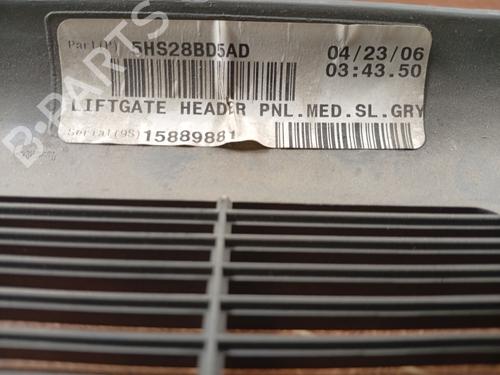 Part(P) 5HS28BD5AD 04/23/06
03:43.50
LIFTGATE HEADER PNL.MED.SL.GRY
Serial(9S) 15889881
B-PARTS